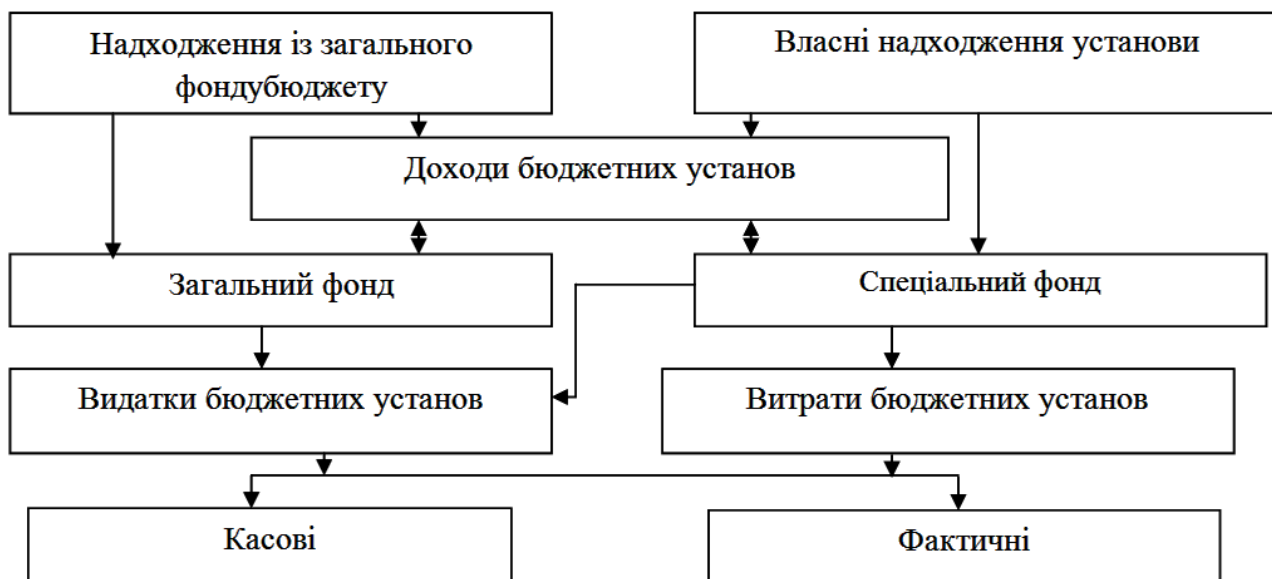 Надходження із загального
фондубюджету
Власні надходження установи
Доходи бюджетних установ
Загальний фонд
Спеціальний фонд
Видатки бюджетних установ
Витрати бюджетних установ
Касові
Фактичні